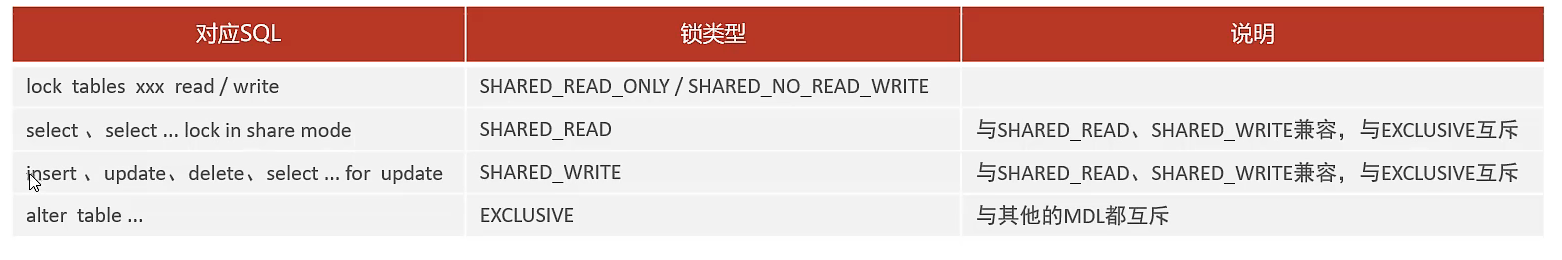 对应SQL 锁类型 说明
lock tables xxx read / write SHARED_READ_ONLY / SHARED_NO_READ_WRITE
select 、select ... lock in share mode SHARED_READ 与SHARED_READ、SHARED_WRITE兼容，与EXCLUSIVE互斥
insert 、update、delete、select ... for update SHARED_WRITE 与SHARED_READ、SHARED_WRITE兼容，与EXCLUSIVE互斥
alter table ... EXCLUSIVE 与其他的MDL都互斥